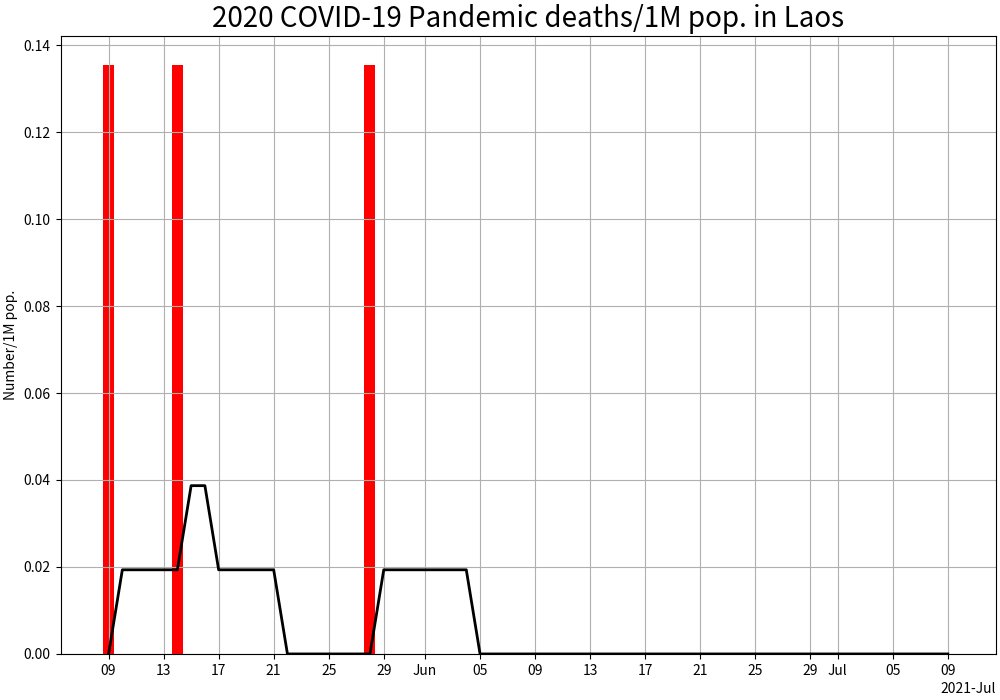 2020 COVID-19 Pandemic deaths/1M pop. in Laos
Number/1M pop.
0.14
0.12
0.10
0.08
0.06
0.04
0.02
0.00
09 13 17 21 25 29 Jun 05 09 13 17 21 25 29 Jul 05 09
2021-Jul